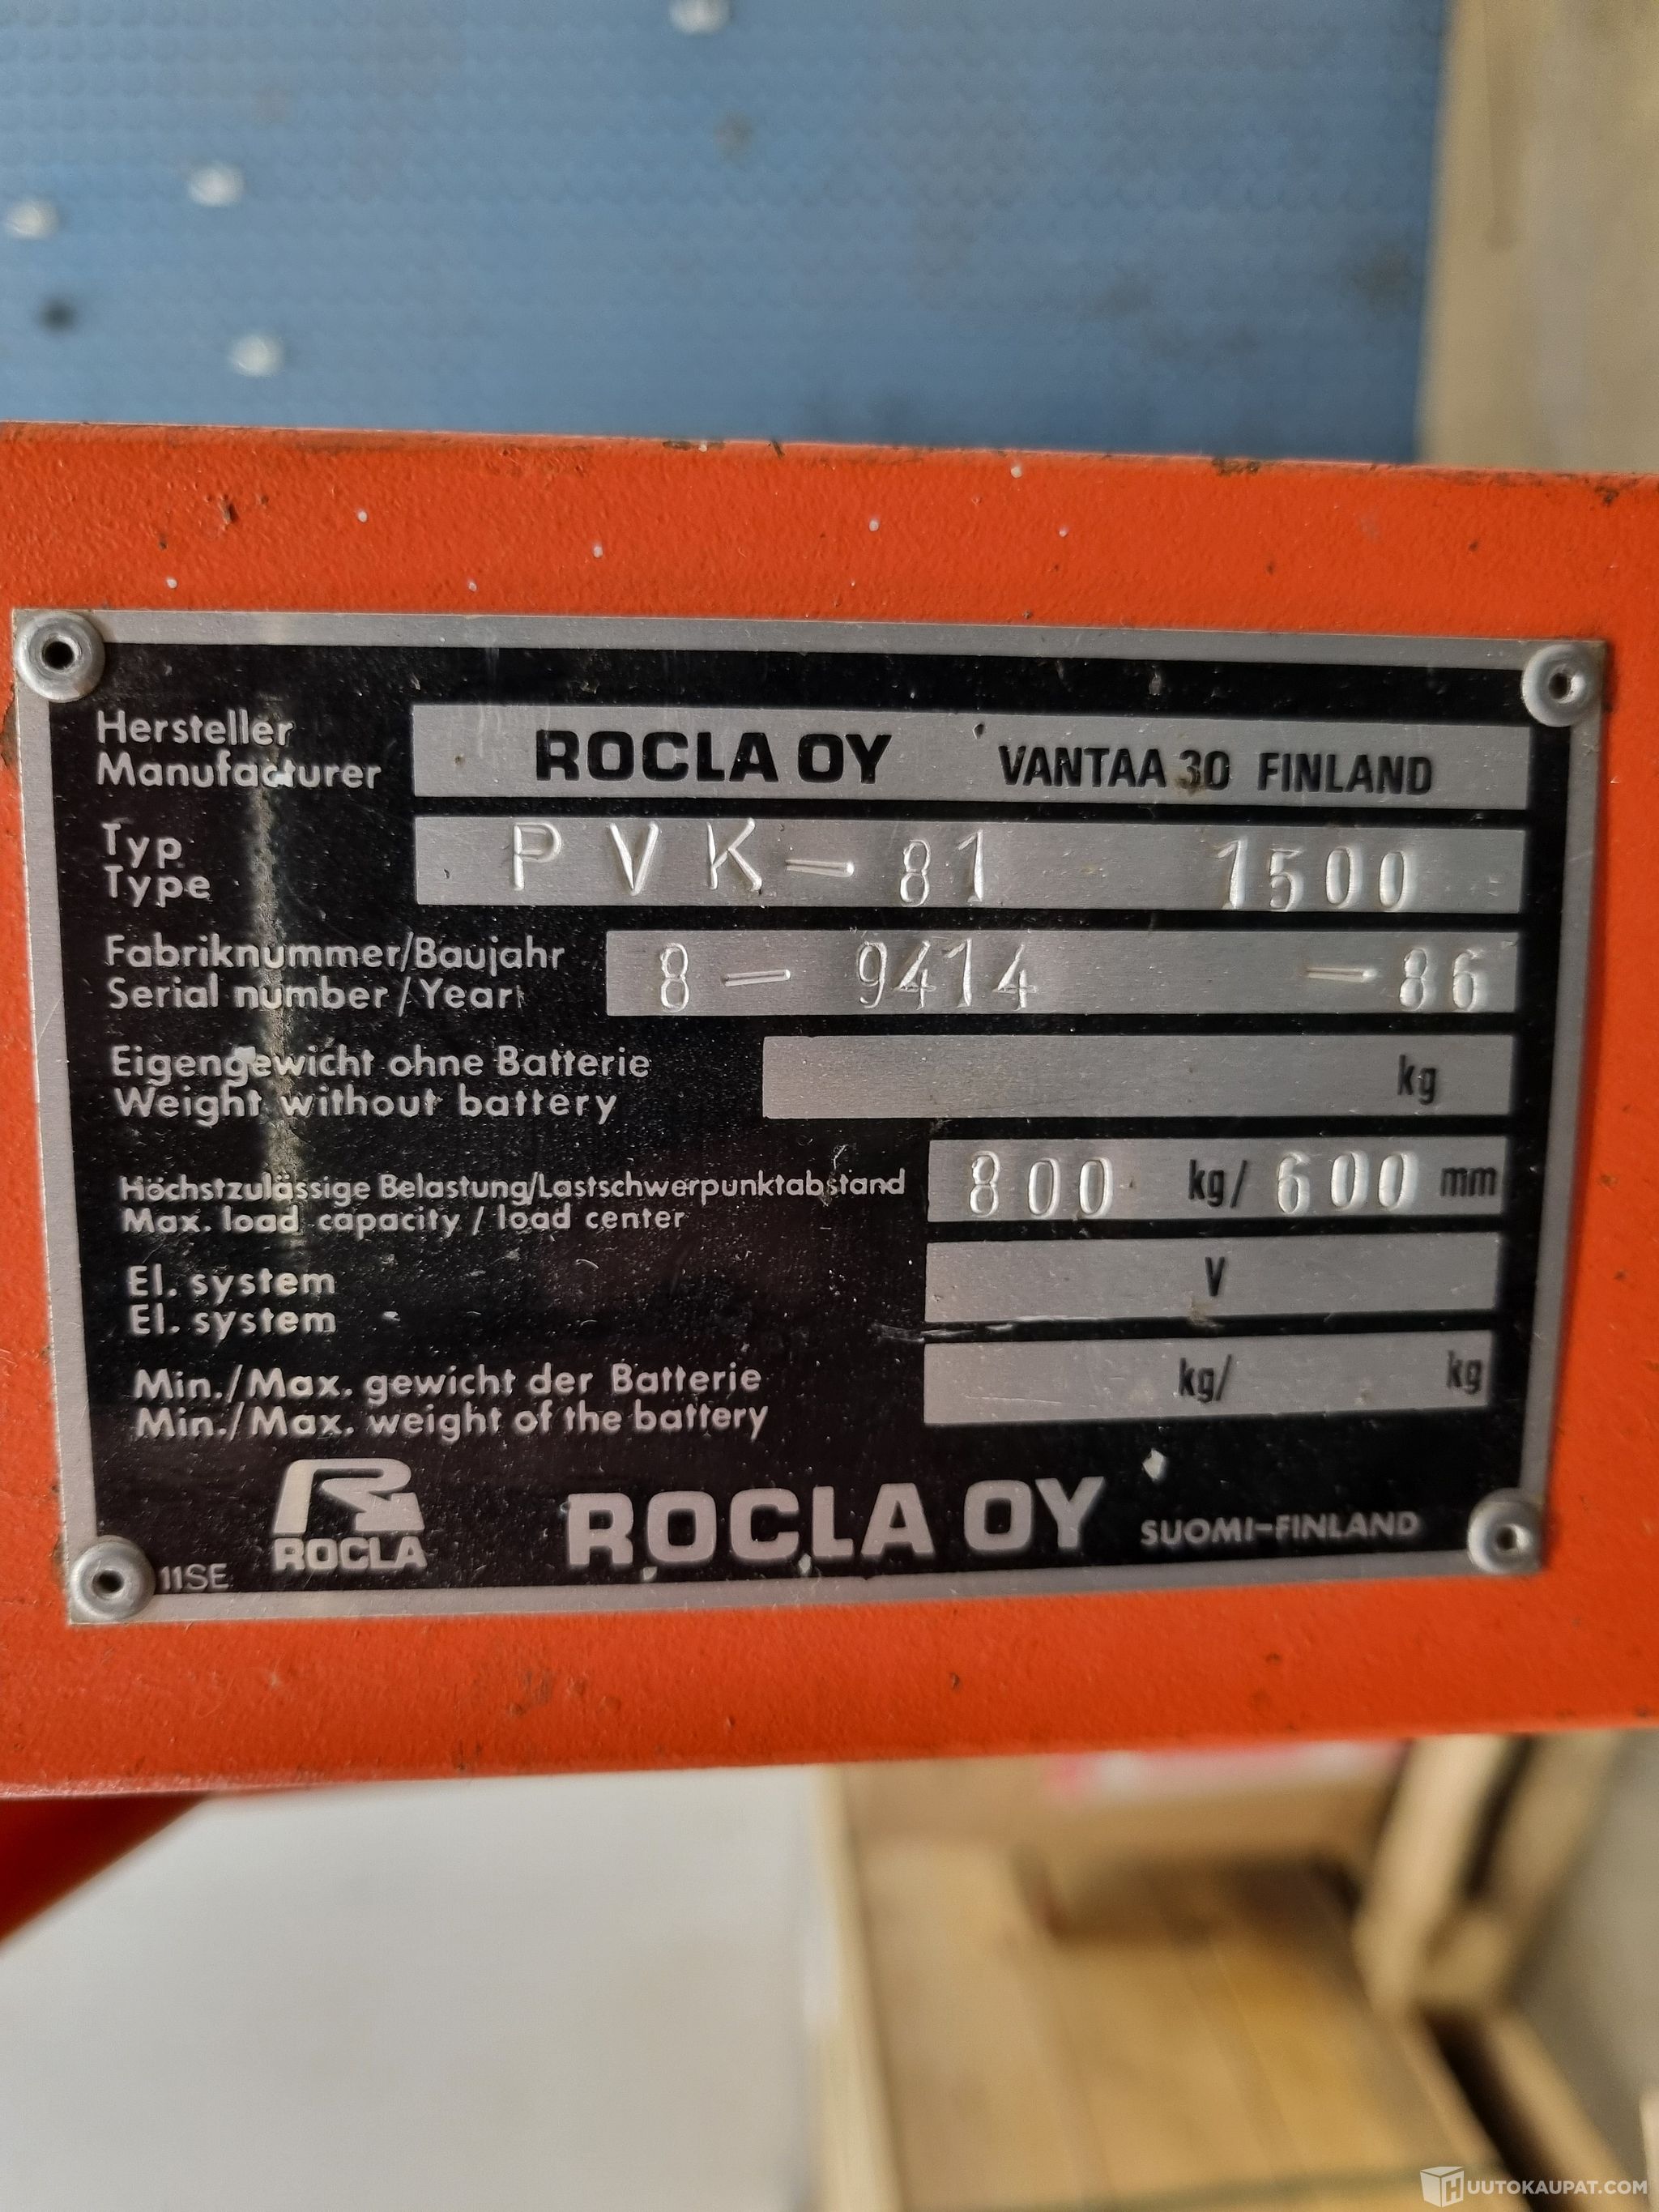 Hersteller
Manufacturer
ROCLA OY VANTAA 30 FINLAND
Typ
Type
PVK-81 1500
Fabriknummer/Baujahr
Serial number/Year
8-9414 -86
Eigengewicht ohne Batterie
Weight without battery
kg
Höchstzulässige Belastung/Lastschwerpunktabstand
Max. load capacity / load center
800 kg/ 600 mm
El. system
El. system
V
Min./Max. gewicht der Batterie
Min./Max. weight of the battery
kg/ kg
ROCLA
ROCLA OY SUOMI-FINLAND
11SE
HUUTOKAUPAT.COM